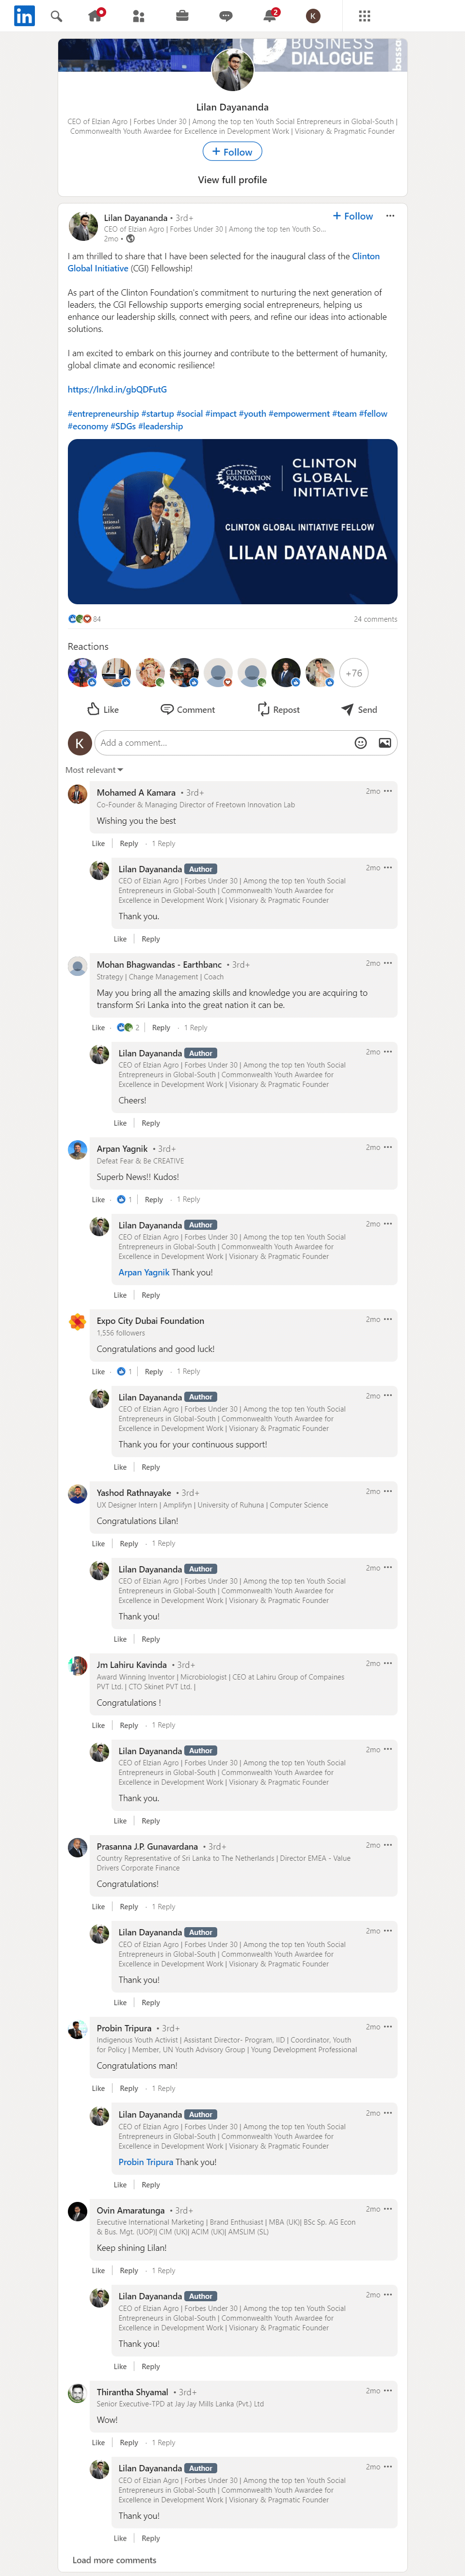 in
2
K
BUSINESS
DIALOGUE
Lilan Dayananda
CEO of Elzian Agro | Forbes Under 30 | Among the top ten Youth Social Entrepreneurs in Global-South |
Commonwealth Youth Awardee for Excellence in Development Work | Visionary & Pragmatic Founder
+ Follow
View full profile
Lilan Dayananda • 3rd+
+ Follow
CEO of Elzian Agro | Forbes Under 30 | Among the top ten Youth So...
2mo •
I am thrilled to share that I have been selected for the inaugural class of the Clinton
Global Initiative (CGI) Fellowship!
As part of the Clinton Foundation's commitment to nurturing the next generation of
leaders, the CGI Fellowship supports emerging social entrepreneurs, helping us
enhance our leadership skills, connect with peers, and refine our ideas into actionable
solutions.
I am excited to embark on this journey and contribute to the betterment of humanity,
global climate and economic resilience!
https://lnkd.in/gbQDFutG
#entrepreneurship #startup #social #impact #youth #empowerment #team #fellow
#economy #SDGs #leadership
CLINTON
FOUNDATION
CLINTON
GLOBAL
INITIATIVE
CLINTON GLOBAL INITIATIVE FELLOW
LILAN DAYANANDA
84
24 comments
Reactions
+76
Like
Comment
Repost
Send
K
Add a comment...
Most relevant
Mohamed A Kamara • 3rd+
2mo
Co-Founder & Managing Director of Freetown Innovation Lab
Wishing you the best
Like | Reply · 1 Reply
Lilan Dayananda Author
2mo
CEO of Elzian Agro | Forbes Under 30 | Among the top ten Youth Social
Entrepreneurs in Global-South | Commonwealth Youth Awardee for
Excellence in Development Work | Visionary & Pragmatic Founder
Thank you.
Like | Reply
Mohan Bhagwandas - Earthbanc • 3rd+
2mo
Strategy | Change Management | Coach
May you bring all the amazing skills and knowledge you are acquiring to
transform Sri Lanka into the great nation it can be.
Like · 2 | Reply · 1 Reply
Lilan Dayananda Author
2mo
CEO of Elzian Agro | Forbes Under 30 | Among the top ten Youth Social
Entrepreneurs in Global-South | Commonwealth Youth Awardee for
Excellence in Development Work | Visionary & Pragmatic Founder
Cheers!
Like | Reply
Arpan Yagnik • 3rd+
2mo
Defeat Fear & Be CREATIVE
Superb News!! Kudos!
Like · 1 | Reply · 1 Reply
Lilan Dayananda Author
2mo
CEO of Elzian Agro | Forbes Under 30 | Among the top ten Youth Social
Entrepreneurs in Global-South | Commonwealth Youth Awardee for
Excellence in Development Work | Visionary & Pragmatic Founder
Arpan Yagnik Thank you!
Like | Reply
Expo City Dubai Foundation
2mo
1,556 followers
Congratulations and good luck!
Like · 1 | Reply · 1 Reply
Lilan Dayananda Author
2mo
CEO of Elzian Agro | Forbes Under 30 | Among the top ten Youth Social
Entrepreneurs in Global-South | Commonwealth Youth Awardee for
Excellence in Development Work | Visionary & Pragmatic Founder
Thank you for your continuous support!
Like | Reply
Yashod Rathnayake • 3rd+
2mo
UX Designer Intern | Amplifyn | University of Ruhuna | Computer Science
Congratulations Lilan!
Like | Reply · 1 Reply
Lilan Dayananda Author
2mo
CEO of Elzian Agro | Forbes Under 30 | Among the top ten Youth Social
Entrepreneurs in Global-South | Commonwealth Youth Awardee for
Excellence in Development Work | Visionary & Pragmatic Founder
Thank you!
Like | Reply
Jm Lahiru Kavinda • 3rd+
2mo
Award Winning Inventor | Microbiologist | CEO at Lahiru Group of Compaines
PVT Ltd. | CTO Skinet PVT Ltd. |
Congratulations !
Like | Reply · 1 Reply
Lilan Dayananda Author
2mo
CEO of Elzian Agro | Forbes Under 30 | Among the top ten Youth Social
Entrepreneurs in Global-South | Commonwealth Youth Awardee for
Excellence in Development Work | Visionary & Pragmatic Founder
Thank you.
Like | Reply
Prasanna J.P. Gunavardana • 3rd+
2mo
Country Representative of Sri Lanka to The Netherlands | Director EMEA - Value
Drivers Corporate Finance
Congratulations!
Like | Reply · 1 Reply
Lilan Dayananda Author
2mo
CEO of Elzian Agro | Forbes Under 30 | Among the top ten Youth Social
Entrepreneurs in Global-South | Commonwealth Youth Awardee for
Excellence in Development Work | Visionary & Pragmatic Founder
Thank you!
Like | Reply
Probin Tripura • 3rd+
2mo
Indigenous Youth Activist | Assistant Director- Program, IID | Coordinator, Youth
for Policy | Member, UN Youth Advisory Group | Young Development Professional
Congratulations man!
Like | Reply · 1 Reply
Lilan Dayananda Author
2mo
CEO of Elzian Agro | Forbes Under 30 | Among the top ten Youth Social
Entrepreneurs in Global-South | Commonwealth Youth Awardee for
Excellence in Development Work | Visionary & Pragmatic Founder
Probin Tripura Thank you!
Like | Reply
Ovin Amaratunga • 3rd+
2mo
Executive International Marketing | Brand Enthusiast | MBA (UK)| BSc Sp. AG Econ
& Bus. Mgt. (UOP)| CIM (UK)| ACIM (UK)| AMSLIM (SL)
Keep shining Lilan!
Like | Reply · 1 Reply
Lilan Dayananda Author
2mo
CEO of Elzian Agro | Forbes Under 30 | Among the top ten Youth Social
Entrepreneurs in Global-South | Commonwealth Youth Awardee for
Excellence in Development Work | Visionary & Pragmatic Founder
Thank you!
Like | Reply
Thirantha Shyamal • 3rd+
2mo
Senior Executive-TPD at Jay Jay Mills Lanka (Pvt.) Ltd
Wow!
Like | Reply · 1 Reply
Lilan Dayananda Author
2mo
CEO of Elzian Agro | Forbes Under 30 | Among the top ten Youth Social
Entrepreneurs in Global-South | Commonwealth Youth Awardee for
Excellence in Development Work | Visionary & Pragmatic Founder
Thank you!
Like | Reply
Load more comments